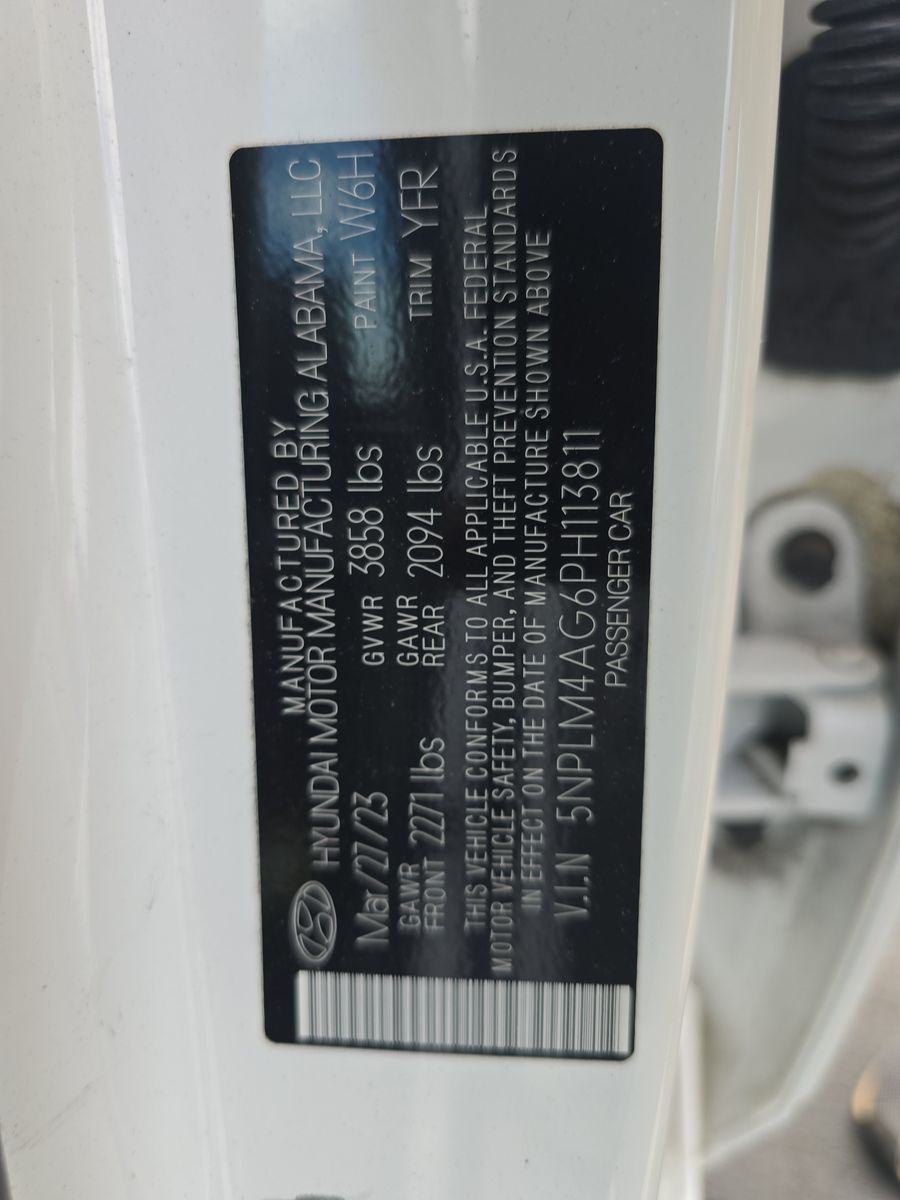 MANUFACTURED BY
HYUNDAI MOTOR MANUFACTURING ALABAMA, LLC
Mar/27/23 GVWR 3858 lbs PAINT W6H
GAWR FRONT 2271 lbs GAWR REAR 2094 lbs TRIM YFR
THIS VEHICLE CONFORMS TO ALL APPLICABLE U.S.A. FEDERAL
MOTOR VEHICLE SAFETY, BUMPER, AND THEFT PREVENTION STANDARDS
IN EFFECT ON THE DATE OF MANUFACTURE SHOWN ABOVE
V.I.N 5NPLM4AG6PH113811
PASSENGER CAR